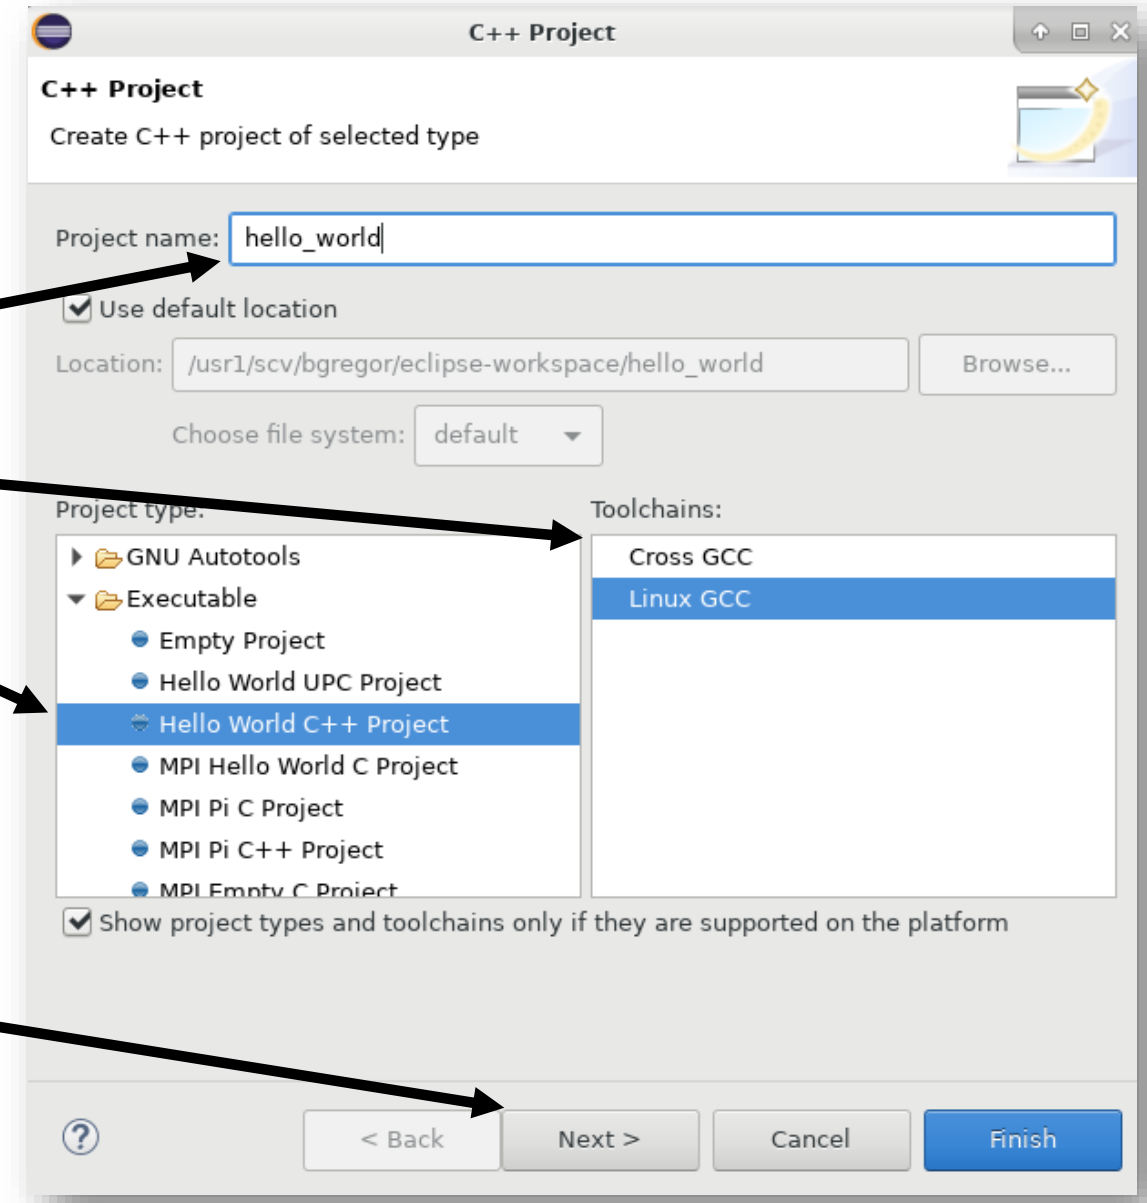 C++ Project
C++ Project
Create C++ project of selected type
Project name: hello_world
Use default location
Location: /usr1/scv/bgregor/eclipse-workspace/hello_world Browse...
Choose file system: default
Project type: Toolchains:
GNU Autotools Cross GCC
Executable Linux GCC
Empty Project
Hello World UPC Project
Hello World C++ Project
MPI Hello World C Project
MPI Pi C Project
MPI Pi C++ Project
MPI Empty C Project
Show project types and toolchains only if they are supported on the platform
? < Back Next > Cancel Finish